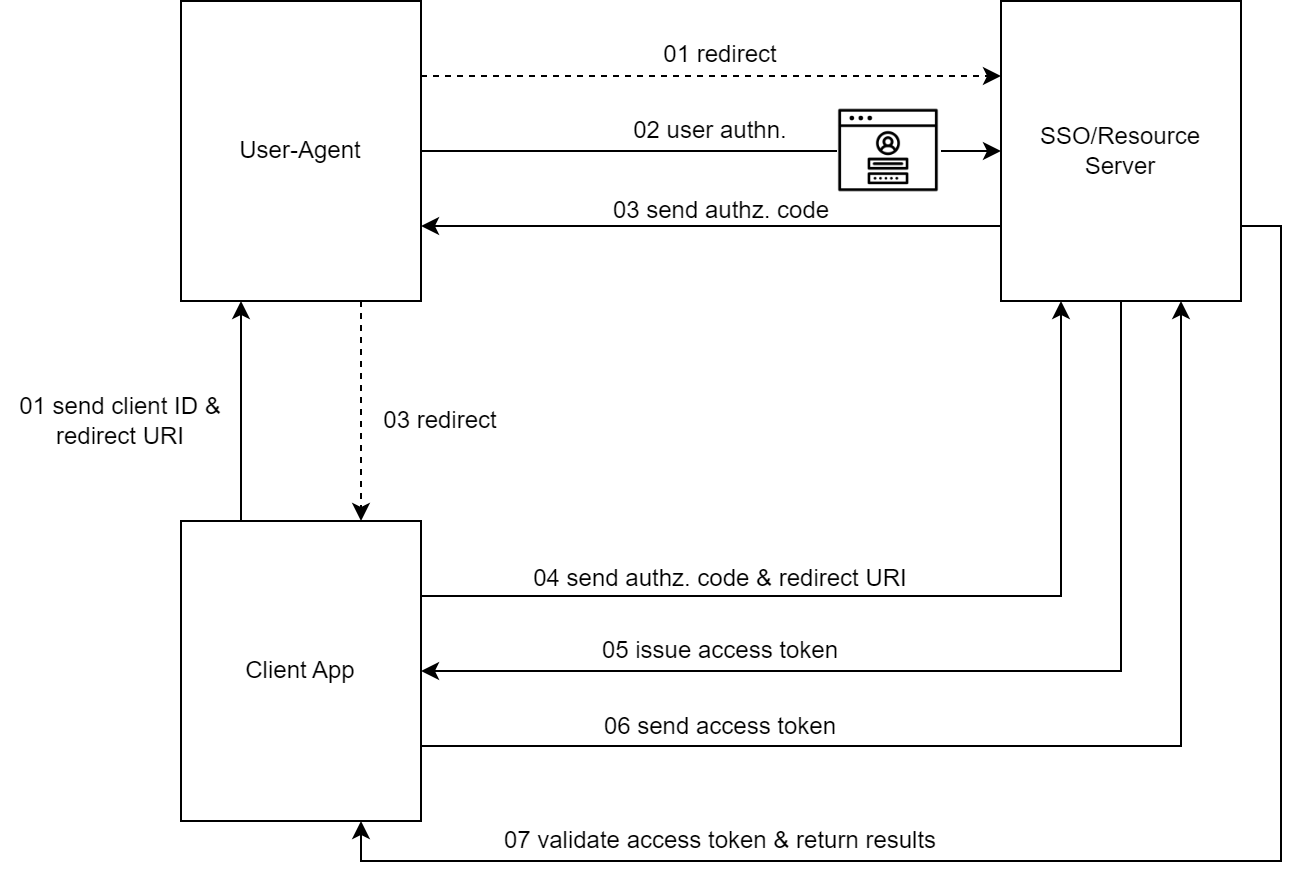 01 redirect
02 user authn.
User-Agent
SSO/Resource
Server
03 send authz. code
01 send client ID &
redirect URI
03 redirect
04 send authz. code & redirect URI
05 issue access token
Client App
06 send access token
07 validate access token & return results